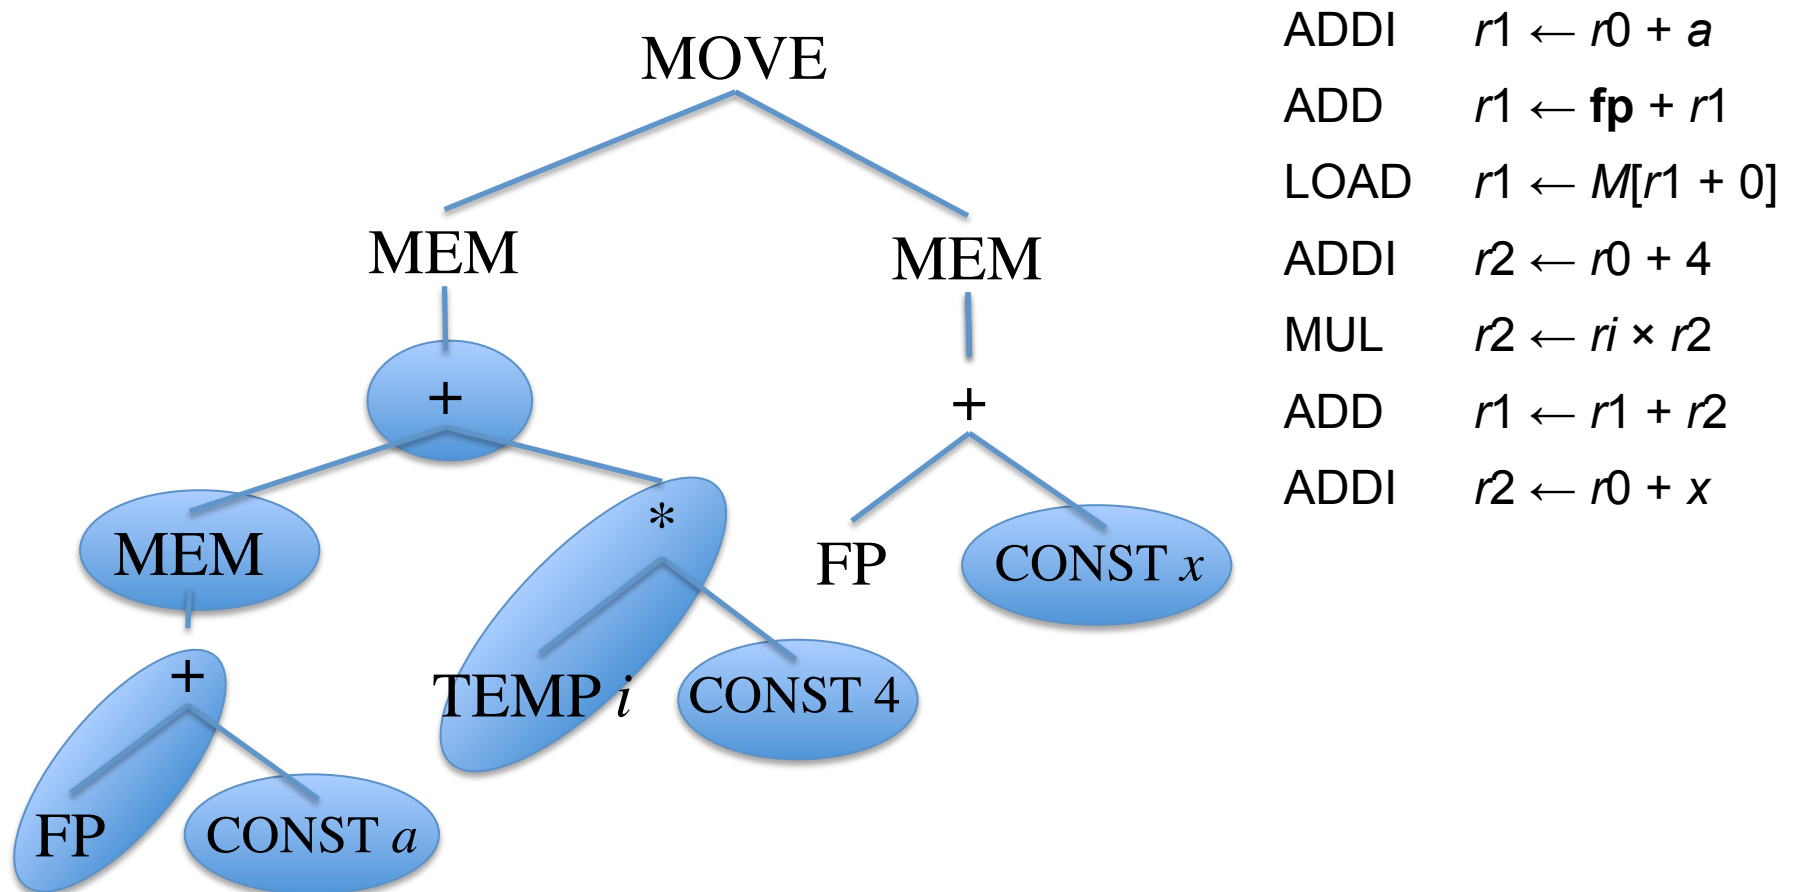 MOVE
MEM MEM
+ +
MEM * FP CONST x
+ TEMP i CONST 4
FP CONST a
ADDI r1 ← r0 + a
ADD r1 ← fp + r1
LOAD r1 ← M[r1 + 0]
ADDI r2 ← r0 + 4
MUL r2 ← ri × r2
ADD r1 ← r1 + r2
ADDI r2 ← r0 + x